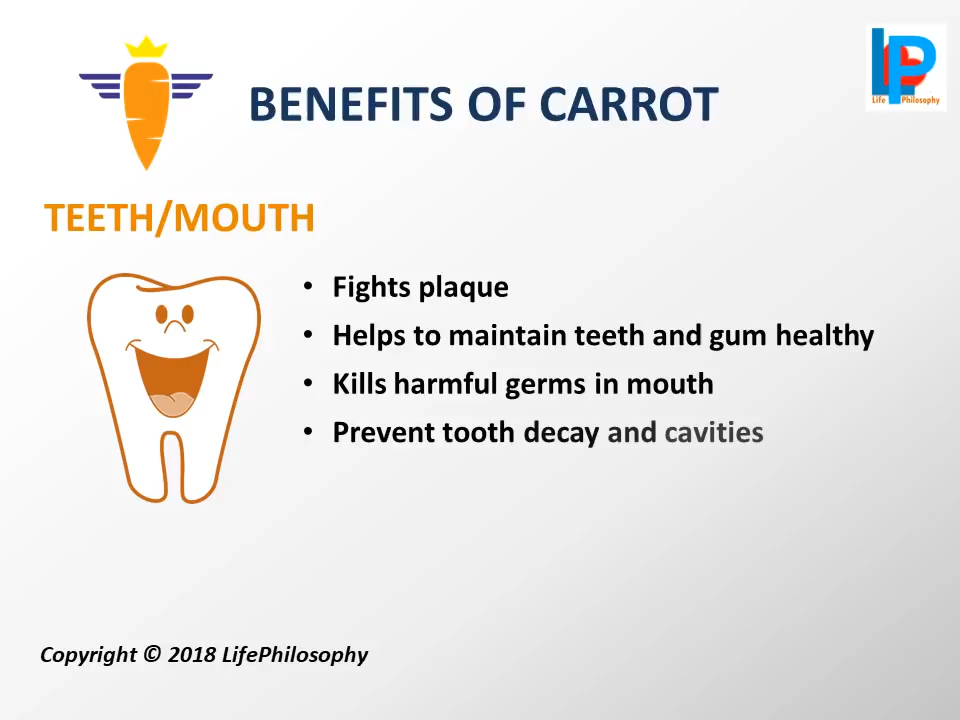 LP
Life Philosophy
BENEFITS OF CARROT
TEETH/MOUTH
• Fights plaque
• Helps to maintain teeth and gum healthy
• Kills harmful germs in mouth
• Prevent tooth decay and cavities
Copyright © 2018 LifePhilosophy